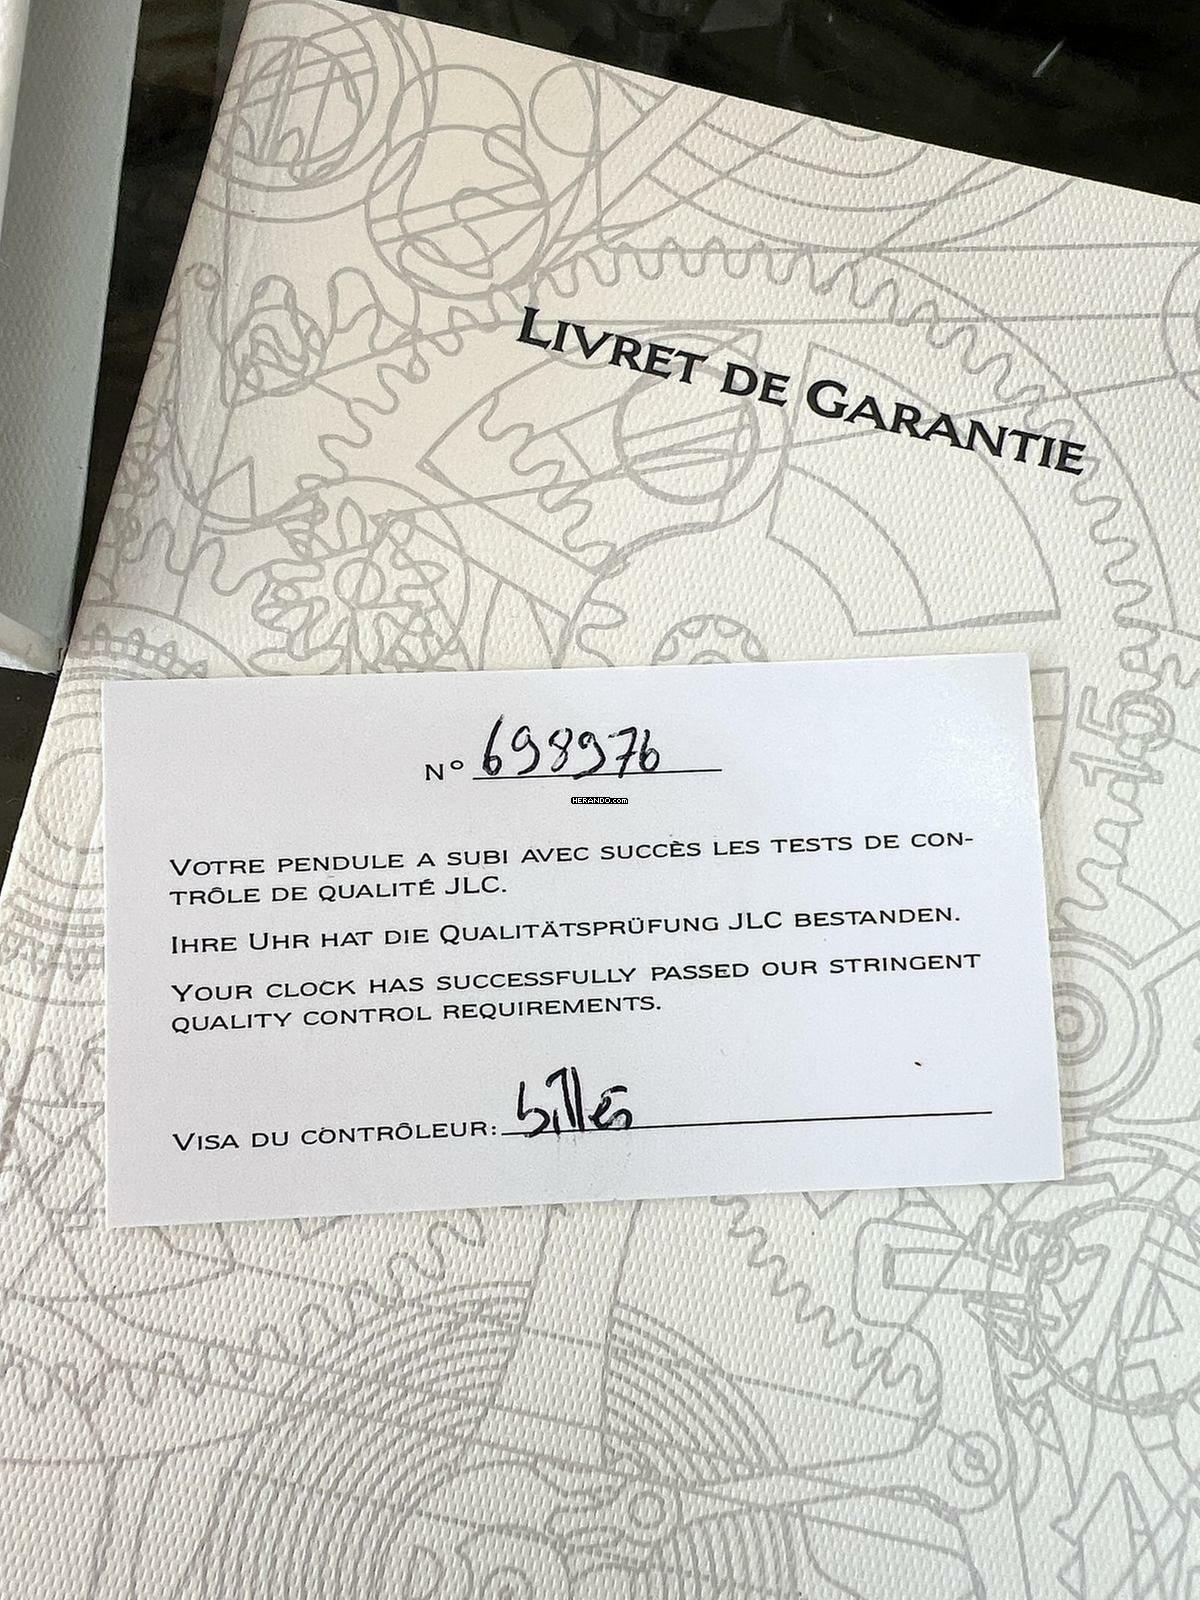 LIVRET DE GARANTIE
15
N° 698976
HERANDO.com
VOTRE PENDULE A SUBI AVEC SUCCÈS LES TESTS DE CON-
TRÔLE DE QUALITÉ JLC.
IHRE UHR HAT DIE QUALITÄTSPRÜFUNG JLC BESTANDEN.
YOUR CLOCK HAS SUCCESSFULLY PASSED OUR STRINGENT
QUALITY CONTROL REQUIREMENTS.
VISA DU CONTRÔLEUR: